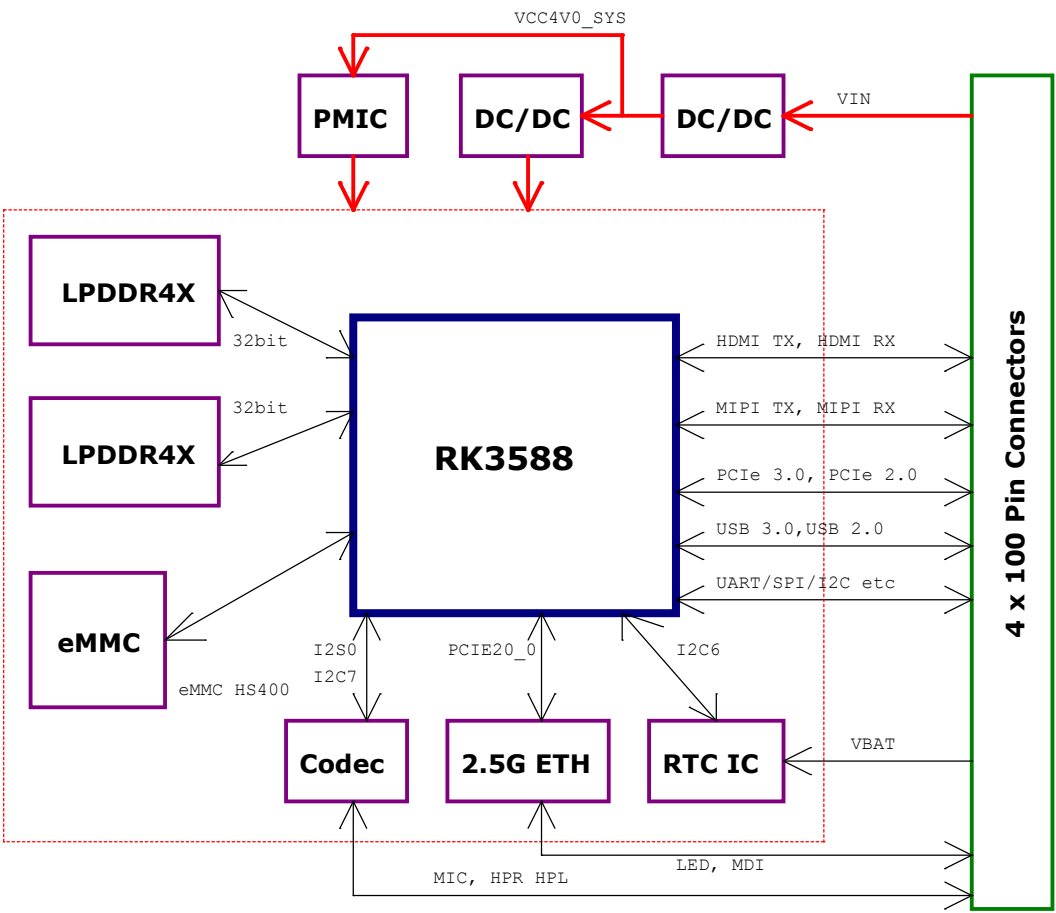 VCC4V0_SYS
PMIC
DC/DC
DC/DC
VIN
LPDDR4X
32bit
LPDDR4X
32bit
RK3588
HDMI TX, HDMI RX
MIPI TX, MIPI RX
PCIe 3.0, PCIe 2.0
USB 3.0,USB 2.0
UART/SPI/I2C etc
4 x 100 Pin Connectors
eMMC
eMMC HS400
I2S0
I2C7
PCIE20_0
I2C6
Codec
2.5G ETH
RTC IC
VBAT
LED, MDI
MIC, HPR HPL